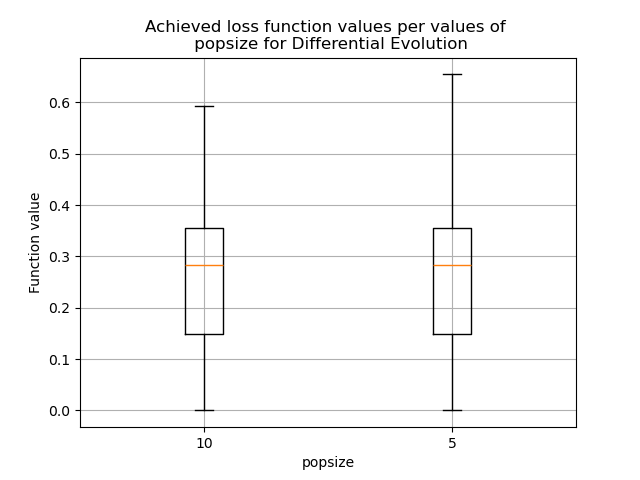 Achieved loss function values per values of
popsize for Differential Evolution
0.6
0.5
0.4
0.3
0.2
0.1
0.0
Function value
10
5
popsize